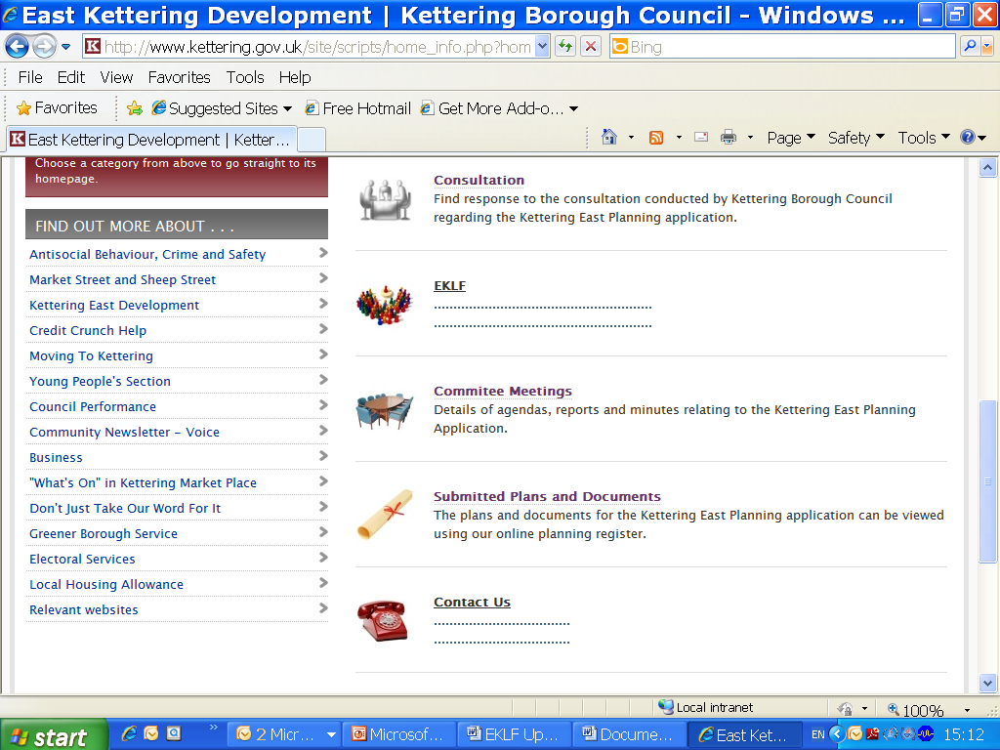 East Kettering Development | Kettering Borough Council - Windows ...
http://www.kettering.gov.uk/site/scripts/home_info.php?hom
Bing
File Edit View Favorites Tools Help
Favorites Suggested Sites Free Hotmail Get More Add-o...
East Kettering Development | Ketter...
Page Safety Tools
Choose a category from above to go straight to its
homepage.
FIND OUT MORE ABOUT . . .
Antisocial Behaviour, Crime and Safety
Market Street and Sheep Street
Kettering East Development
Credit Crunch Help
Moving To Kettering
Young People's Section
Council Performance
Community Newsletter - Voice
Business
"What's On" in Kettering Market Place
Don't Just Take Our Word For It
Greener Borough Service
Electoral Services
Local Housing Allowance
Relevant websites
Consultation
Find response to the consultation conducted by Kettering Borough Council
regarding the Kettering East Planning application.
EKLF
........................................................
........................................................
Commitee Meetings
Details of agendas, reports and minutes relating to the Kettering East Planning
Application.
Submitted Plans and Documents
The plans and documents for the Kettering East Planning application can be viewed
using our online planning register.
Contact Us
...................................
...................................
Local intranet
100%
start
2 Micr...
Microsof...
EKLF Up...
Docume...
East Ket...
EN
15:12